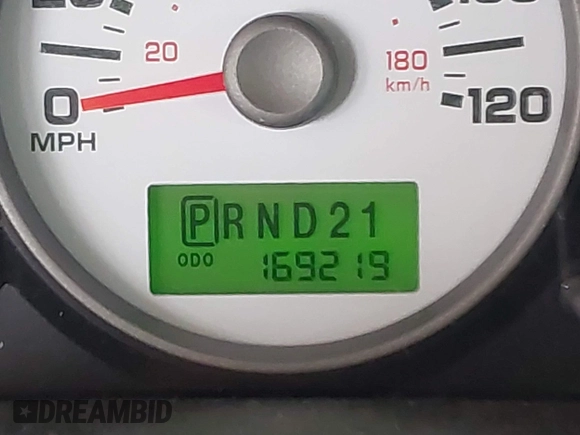 20 180
km/h
0 120
MPH
PRND21
ODO 169219
DREAMBID